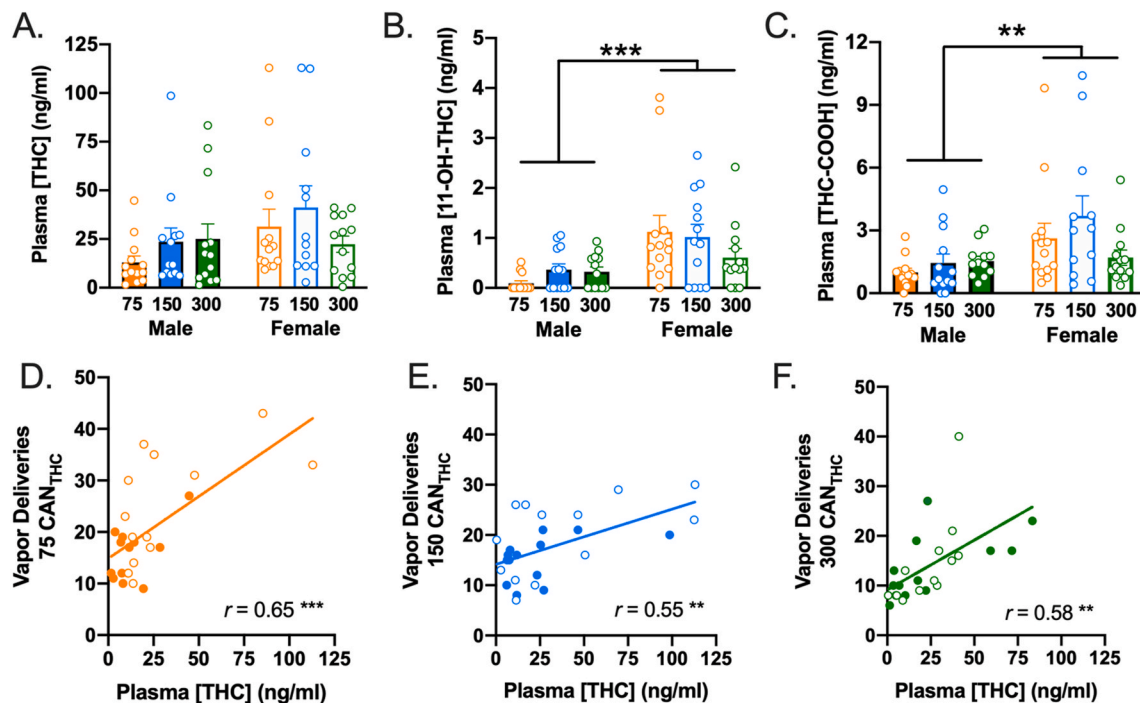 A.
Plasma [THC] (ng/ml)
125
100
75
50
25
0
75 150 300 75 150 300
Male Female
B.
Plasma [11-OH-THC] (ng/ml)
5
4
3
2
1
0
***
75 150 300 75 150 300
Male Female
C.
Plasma [THC-COOH] (ng/ml)
12
9
6
3
0
**
75 150 300 75 150 300
Male Female
D.
Vapor Deliveries
75 CANTHC
50
40
30
20
10
0
r = 0.65 ***
0 25 50 75 100 125
Plasma [THC] (ng/ml)
E.
Vapor Deliveries
150 CANTHC
50
40
30
20
10
0
r = 0.55 **
0 25 50 75 100 125
Plasma [THC] (ng/ml)
F.
Vapor Deliveries
300 CANTHC
50
40
30
20
10
0
r = 0.58 **
0 25 50 75 100 125
Plasma [THC] (ng/ml)